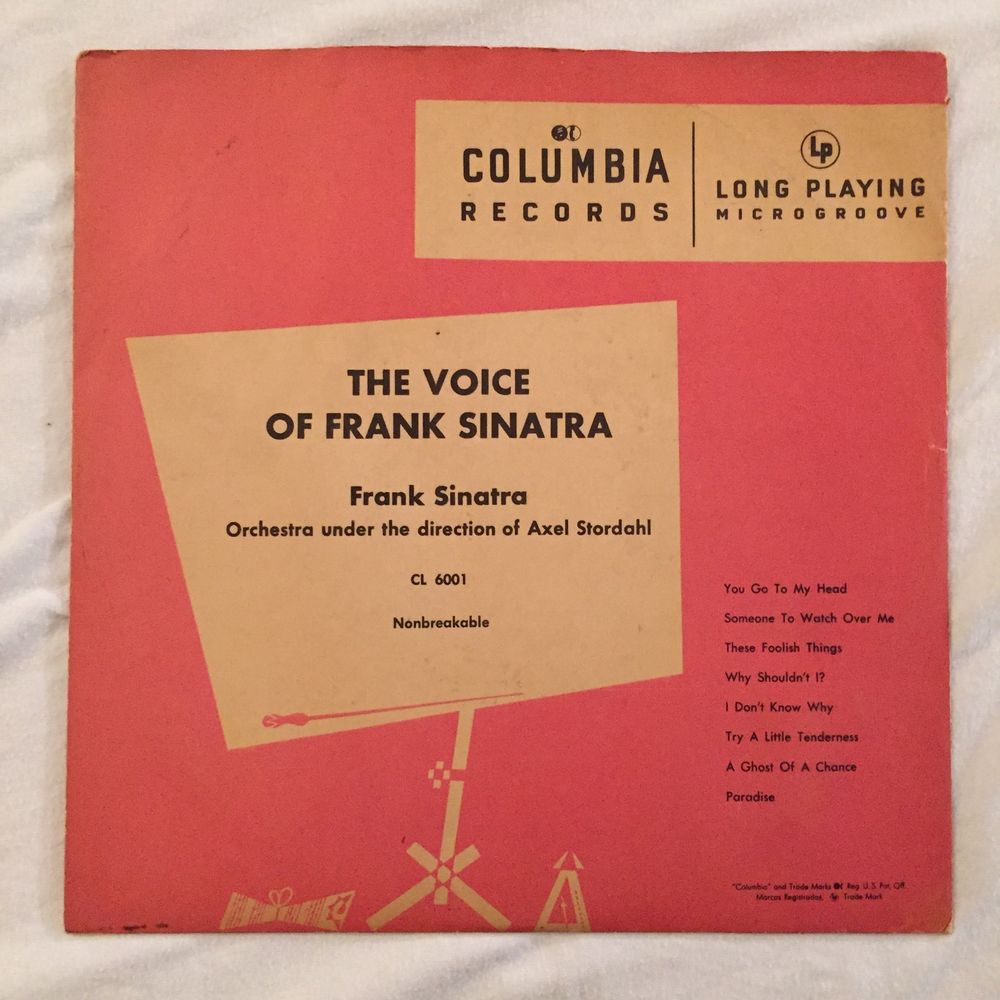 COLUMBIA
RECORDS
Lp
LONG PLAYING
MICROGROOVE
THE VOICE
OF FRANK SINATRA
Frank Sinatra
Orchestra under the direction of Axel Stordahl
CL 6001
Nonbreakable
You Go To My Head
Someone To Watch Over Me
These Foolish Things
Why Shouldn't I?
I Don't Know Why
Try A Little Tenderness
A Ghost Of A Chance
Paradise
"Columbia" and Trade Marks Reg. U.S. Pat. Off.
Marcas Registradas. Lp Trade Mark